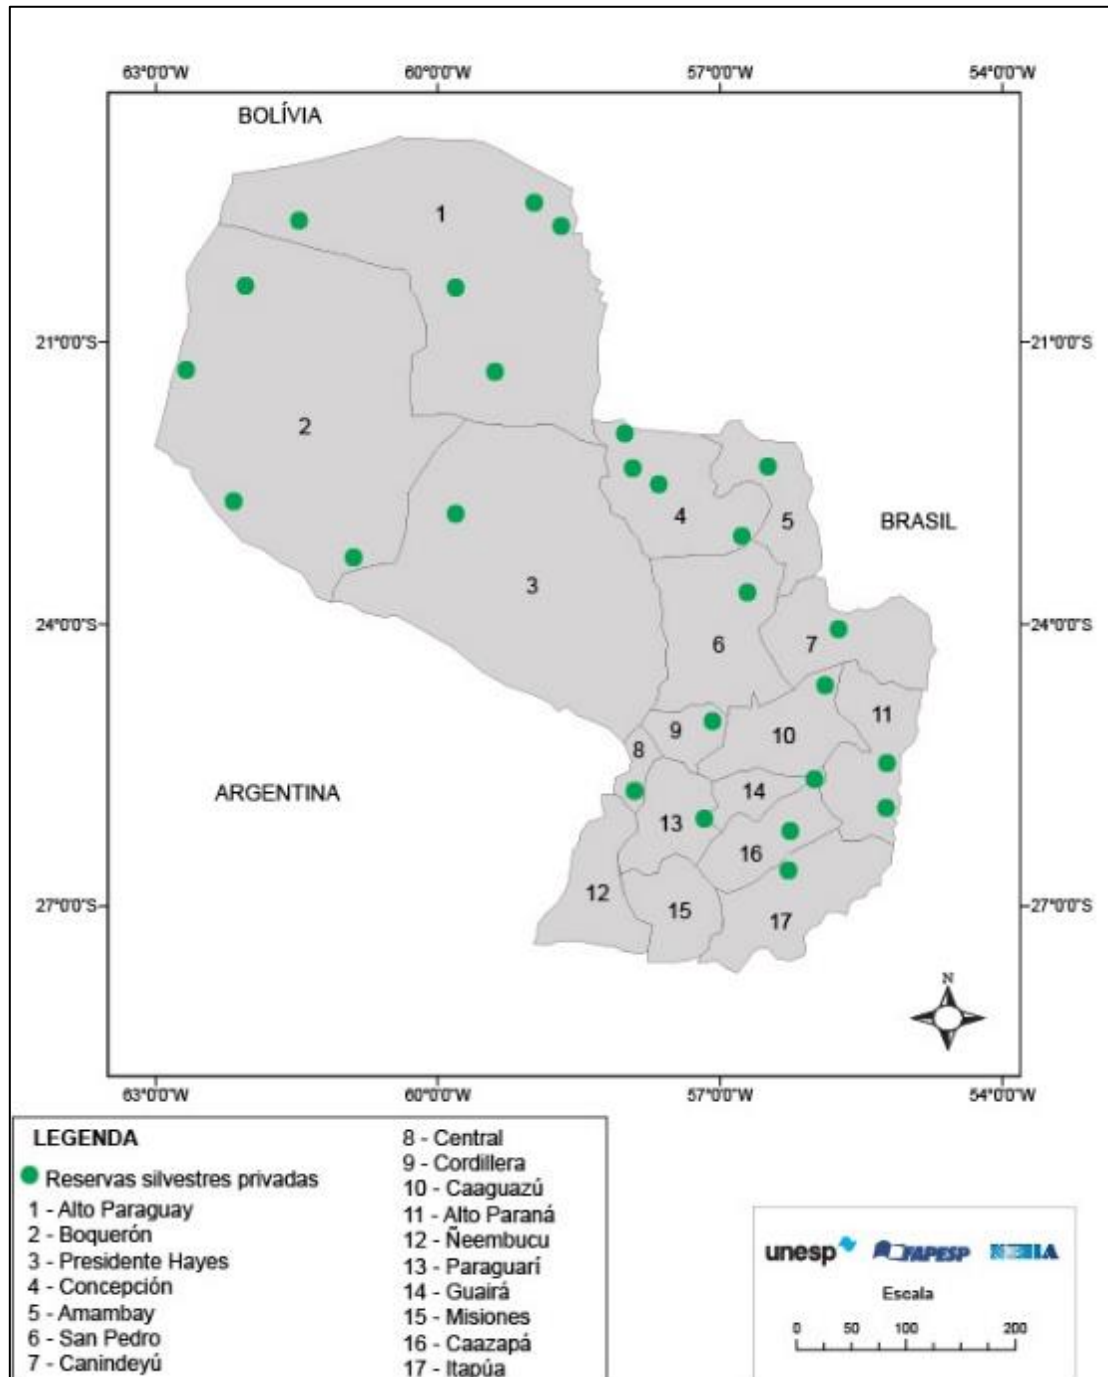 63°0'0"W 60°0'0"W 57°0'0"W 54°0'0"W
BOLÍVIA
1
21°0'0"S 21°0'0"S
2
4
5
BRASIL
3
24°0'0"S 24°0'0"S
6
7
11
9
10
8
ARGENTINA
14
13
16
12
27°0'0"S 27°0'0"S
15
17
N
63°0'0"W 60°0'0"W 57°0'0"W 54°0'0"W
LEGENDA
Reservas silvestres privadas
1 - Alto Paraguay
2 - Boquerón
3 - Presidente Hayes
4 - Concepción
5 - Amambay
6 - San Pedro
7 - Canindeyú
8 - Central
9 - Cordillera
10 - Caaguazú
11 - Alto Paraná
12 - Ñeembucu
13 - Paraguarí
14 - Guairá
15 - Misiones
16 - Caazapá
17 - Itapúa
unesp FAPESP
Escala
0 50 100 200